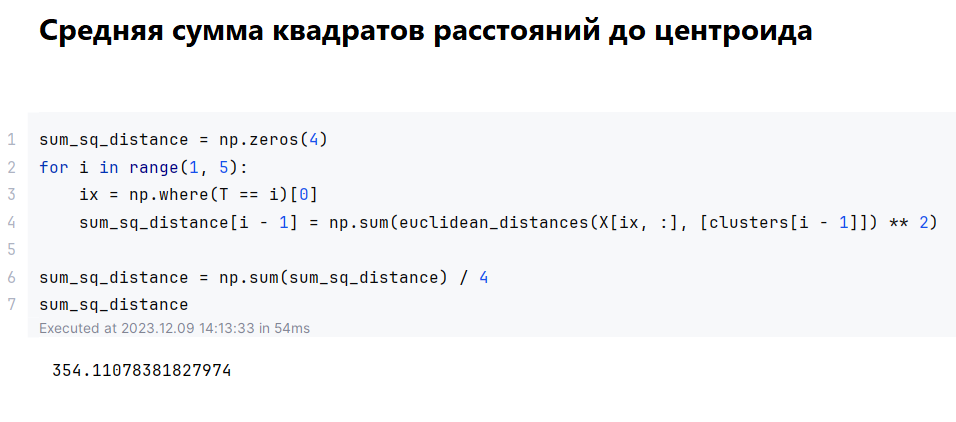 Средняя сумма квадратов расстояний до центроида
1 sum_sq_distance = np.zeros(4)
2 for i in range(1, 5):
3     ix = np.where(T == i)[0]
4     sum_sq_distance[i - 1] = np.sum(euclidean_distances(X[ix, :], [clusters[i - 1]]) ** 2)
5
6 sum_sq_distance = np.sum(sum_sq_distance) / 4
7 sum_sq_distance
Executed at 2023.12.09 14:13:33 in 54ms
354.11078381827974